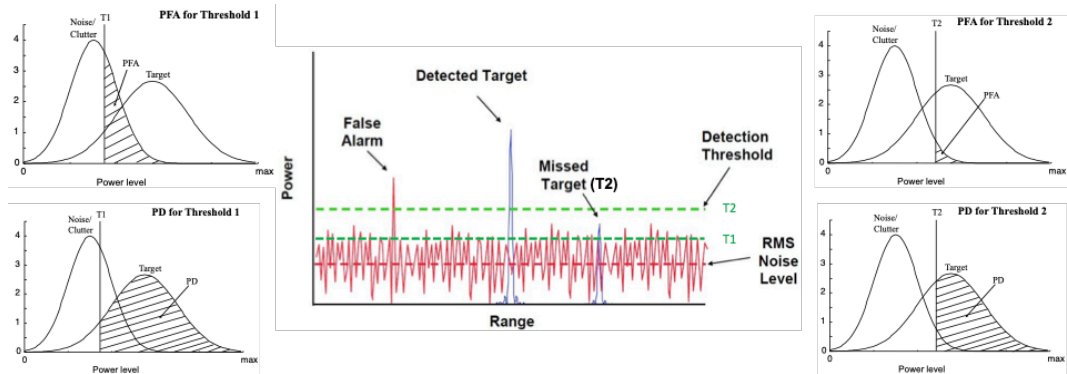 PFA for Threshold 1
Noise/
Clutter
T1
4
PFA
Target
3
2
1
0
0
max
Power level
PD for Threshold 1
Noise/
Clutter
T1
4
Target
3
PD
2
1
0
0
max
Power level
Detected Target
False
Alarm
Missed
Target (T2)
Detection
Threshold
T2
T1
RMS
Noise
Level
Power
Range
PFA for Threshold 2
Noise/
Clutter
T2
4
Target
3
PFA
2
1
0
0
max
Power level
PD for Threshold 2
Noise/
Clutter
T2
4
Target
3
PD
2
1
0
0
max
Power level